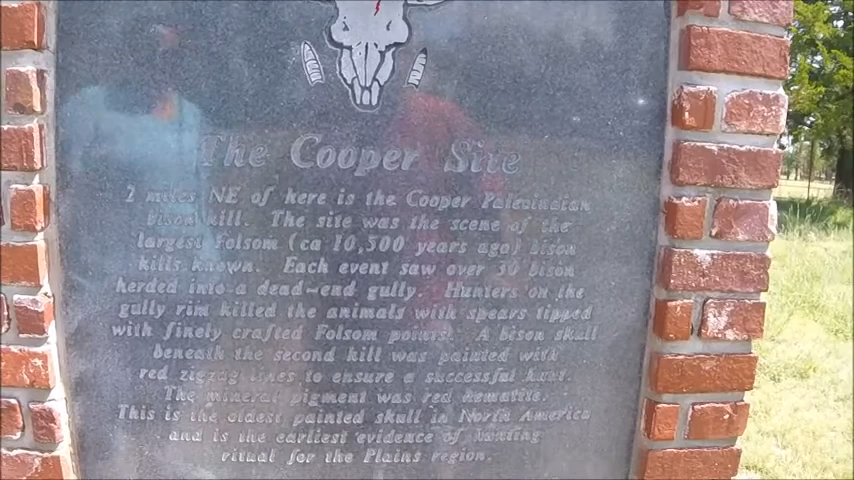 The Cooper Site
2 miles NE of here is the Cooper Paleoindian
bison kill. The site was the scene of the
largest Folsom (ca 10,500 years ago) bison
kills known. Each event saw over 30 bison
herded into a dead-end gully. Hunters on the
gully rim killed the animals with spears tipped
with finely crafted Folsom points. A bison skull
beneath the second kill was painted with
red zigzag lines to ensure a successful hunt.
The mineral pigment was red hematite.
This is the oldest painted skull in North America
and is the earliest evidence of hunting
ritual for the Plains region.